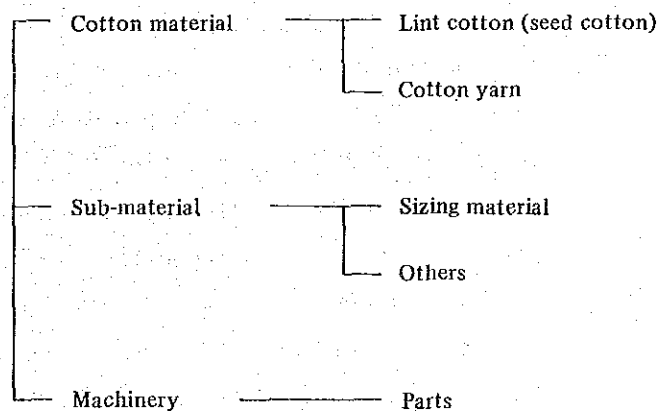 Cotton material Lint cotton (seed cotton)
Cotton yarn
Sub-material Sizing material
Others
Machinery Parts